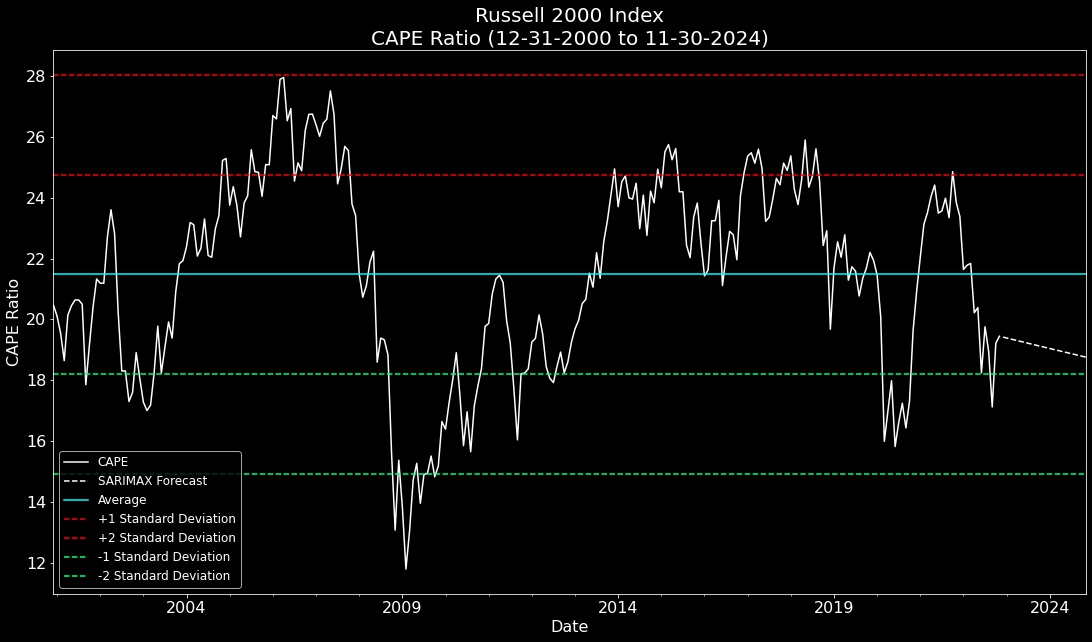 Russell 2000 Index
CAPE Ratio (12-31-2000 to 11-30-2024)
CAPE Ratio
28
26
24
22
20
18
16
14
12
CAPE
SARIMAX Forecast
Average
+1 Standard Deviation
+2 Standard Deviation
-1 Standard Deviation
-2 Standard Deviation
2004
2009
2014
2019
2024
Date